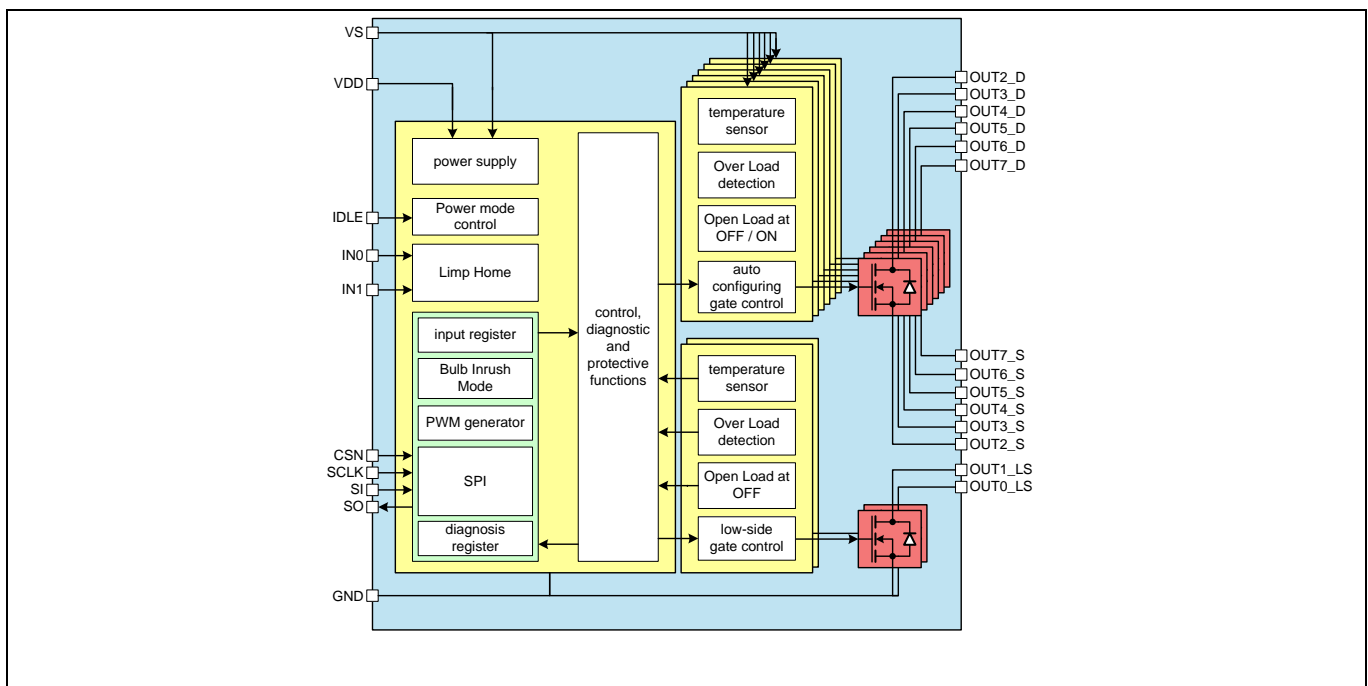 VS
VDD
IDLE
IN0
IN1
CSN
SCLK
SI
SO
GND
power supply
Power mode
control
Limp Home
input register
Bulb Inrush
Mode
PWM generator
SPI
diagnosis
register
control,
diagnostic
and
protective
functions
temperature
sensor
Over Load
detection
Open Load at
OFF / ON
auto
configuring
gate control
temperature
sensor
Over Load
detection
Open Load at
OFF
low-side
gate control
OUT2_D
OUT3_D
OUT4_D
OUT5_D
OUT6_D
OUT7_D
OUT7_S
OUT6_S
OUT5_S
OUT4_S
OUT3_S
OUT2_S
OUT1_LS
OUT0_LS